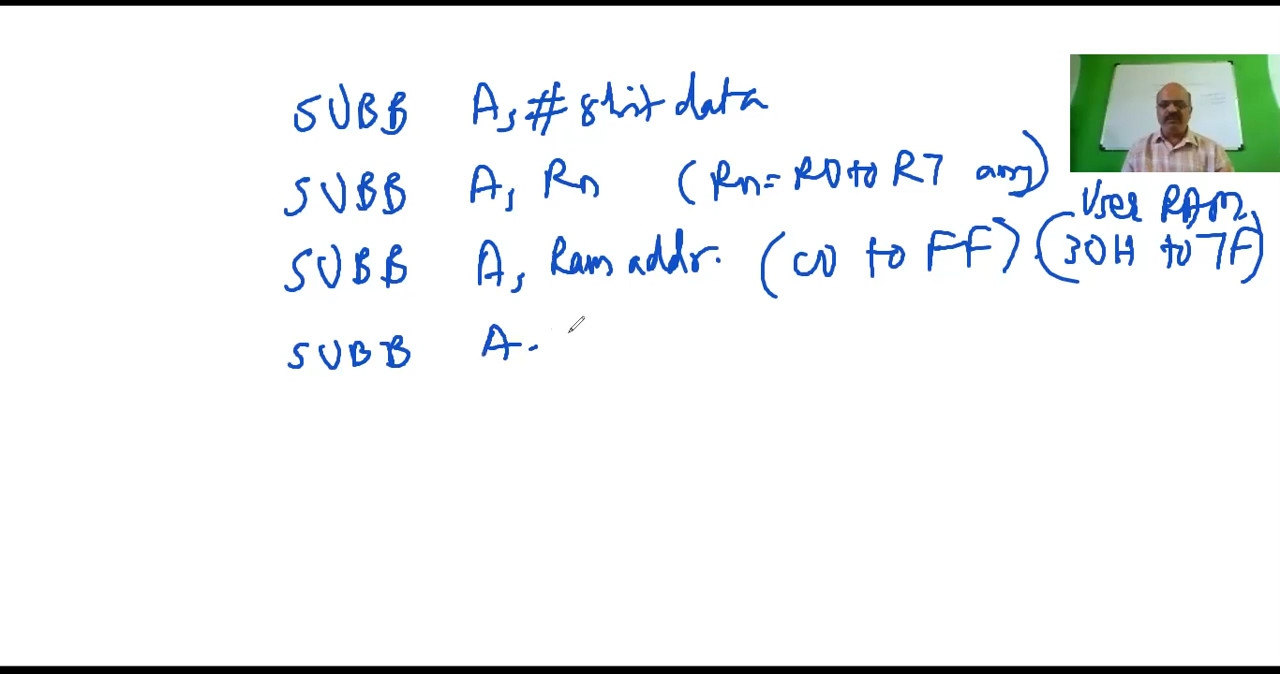 SUBB A, # 8bit data
SUBB A, Rn (Rn = R0 to R7 any)
SUBB A, Ram addr. (00 to FF). User RAM (30H to 7F)
SUBB A.